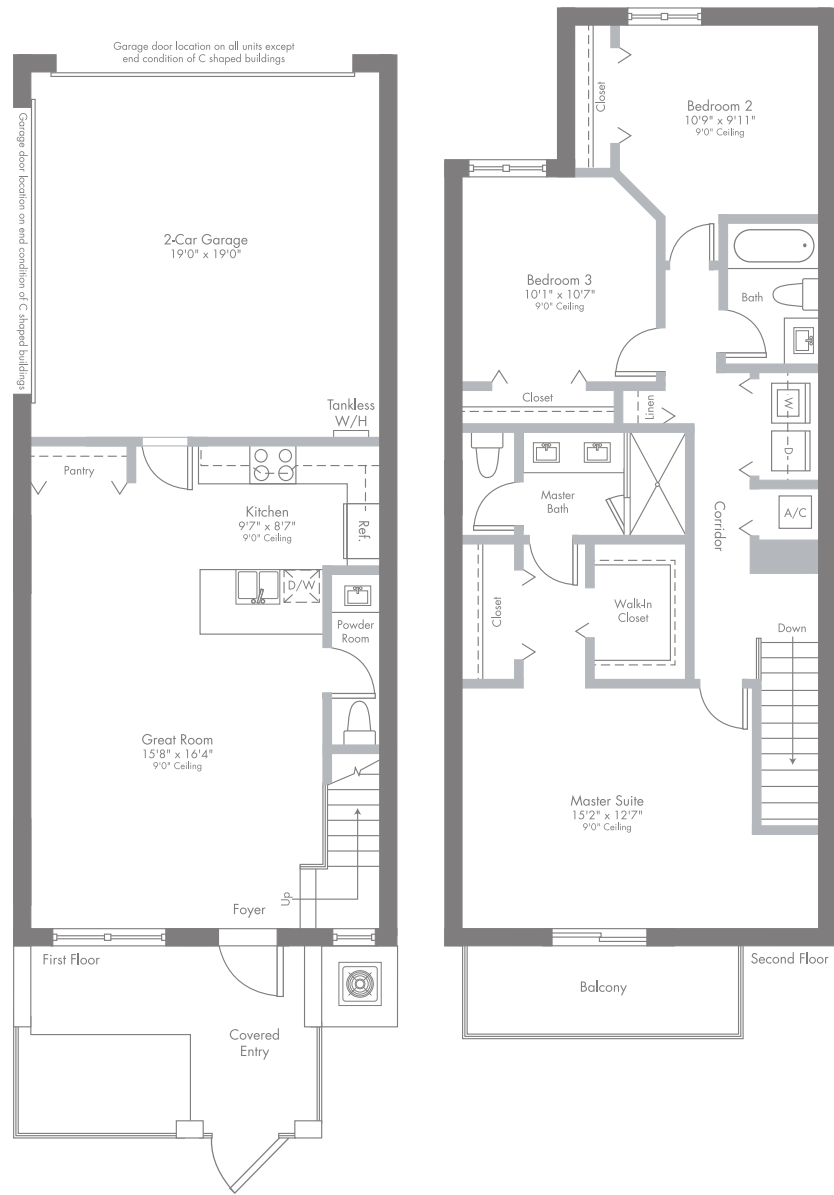 Garage door location on all units except
end condition of C shaped buildings
Garage door location on end condition of C shaped buildings
2-Car Garage
19'0" x 19'0"
Tankless
W/H
Pantry
Kitchen
9'7" x 8'7"
9'0" Ceiling
Ref.
D/W
Powder
Room
Great Room
15'8" x 16'4"
9'0" Ceiling
Up
Foyer
First Floor
Covered
Entry
Closet
Bedroom 2
10'9" x 9'11"
9'0" Ceiling
Bedroom 3
10'1" x 10'7"
9'0" Ceiling
Bath
Closet
Linen
W
D
Master
Bath
A/C
Corridor
Closet
Walk-In
Closet
Down
Master Suite
15'2" x 12'7"
9'0" Ceiling
Second Floor
Balcony